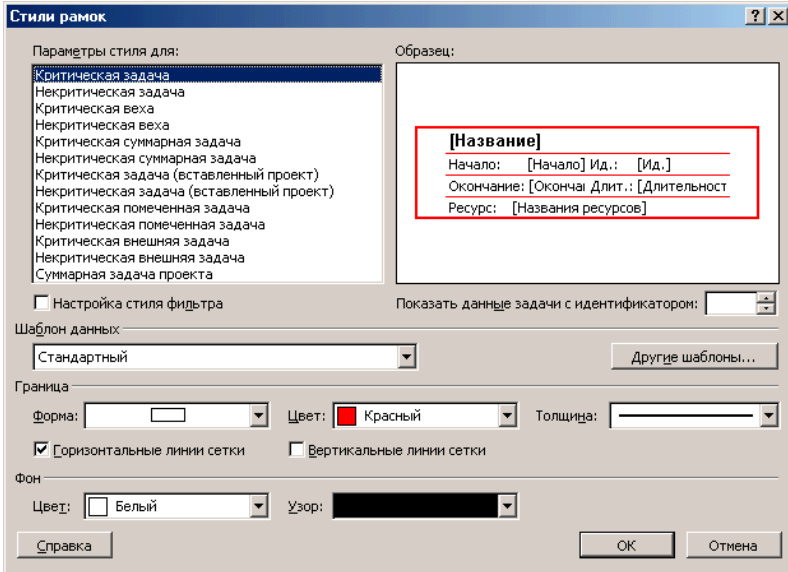 Стили рамок
Параметры стиля для:
Образец:
Критическая задача
Некритическая задача
Критическая веха
Некритическая веха
Критическая суммарная задача
Некритическая суммарная задача
Критическая задача (вставленный проект)
Некритическая задача (вставленный проект)
Критическая помеченная задача
Некритическая помеченная задача
Критическая внешняя задача
Некритическая внешняя задача
Суммарная задача проекта
[Название]
Начало: [Начало] Ид.: [Ид.]
Окончание: [Окончаı Длит.: [Длительност
Ресурс: [Названия ресурсов]
Настройка стиля фильтра
Показать данные задачи с идентификатором:
Шаблон данных
Стандартный
Другие шаблоны...
Граница
Форма:
Цвет: Красный
Толщина:
Горизонтальные линии сетки
Вертикальные линии сетки
Фон
Цвет: Белый
Узор:
Справка
ОК
Отмена